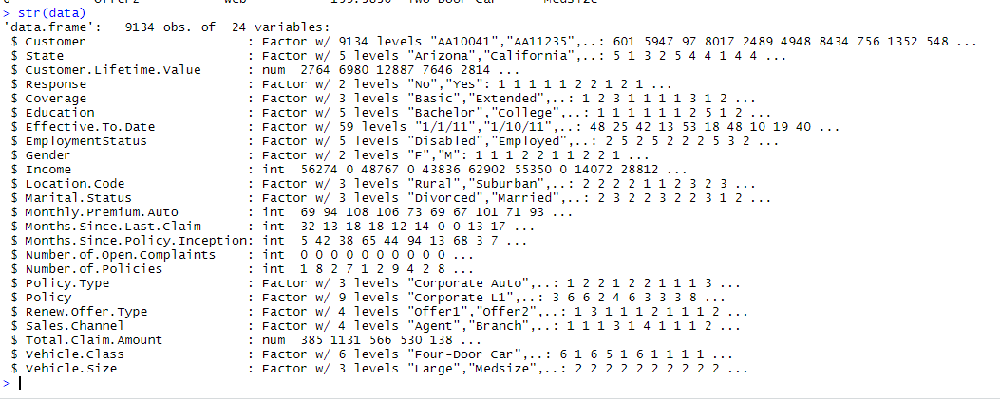 > str(data)
'data.frame':   9134 obs. of  24 variables:
 $ Customer                     : Factor w/ 9134 levels "AA10041","AA11235",..: 601 5947 97 8017 2489 4948 8434 756 1352 548 ...
 $ State                        : Factor w/ 5 levels "Arizona","California",..: 5 1 3 2 5 4 4 1 4 4 ...
 $ Customer.Lifetime.Value      : num  2764 6980 12887 7646 2814 ...
 $ Response                     : Factor w/ 2 levels "No","Yes": 1 1 1 1 1 2 2 1 2 1 ...
 $ Coverage                     : Factor w/ 3 levels "Basic","Extended",..: 1 2 3 1 1 1 1 3 1 2 ...
 $ Education                    : Factor w/ 5 levels "Bachelor","College",..: 1 1 1 1 1 1 2 5 1 2 ...
 $ Effective.To.Date            : Factor w/ 59 levels "1/1/11","1/10/11",..: 48 25 42 13 53 18 48 10 19 40 ...
 $ EmploymentStatus             : Factor w/ 5 levels "Disabled","Employed",..: 2 5 2 5 2 2 2 5 3 2 ...
 $ Gender                       : Factor w/ 2 levels "F","M": 1 1 1 2 2 1 1 2 2 1 ...
 $ Income                       : int  56274 0 48767 0 43836 62902 55350 0 14072 28812 ...
 $ Location.Code                : Factor w/ 3 levels "Rural","Suburban",..: 2 2 2 2 1 1 2 3 2 3 ...
 $ Marital.Status               : Factor w/ 3 levels "Divorced","Married",..: 2 3 2 2 3 2 2 3 1 2 ...
 $ Monthly.Premium.Auto         : int  69 94 108 106 73 69 67 101 71 93 ...
 $ Months.Since.Last.Claim      : int  32 13 18 18 12 14 0 0 13 17 ...
 $ Months.Since.Policy.Inception: int  5 42 38 65 44 94 13 68 3 7 ...
 $ Number.of.Open.Complaints    : int  0 0 0 0 0 0 0 0 0 0 ...
 $ Number.of.Policies           : int  1 8 2 7 1 2 9 4 2 8 ...
 $ Policy.Type                  : Factor w/ 3 levels "Corporate Auto",..: 1 2 2 1 2 2 1 1 1 3 ...
 $ Policy                       : Factor w/ 9 levels "Corporate L1",..: 3 6 6 2 4 6 3 3 3 8 ...
 $ Renew.Offer.Type             : Factor w/ 4 levels "Offer1","Offer2",..: 1 3 1 1 1 2 1 1 1 2 ...
 $ Sales.Channel                : Factor w/ 4 levels "Agent","Branch",..: 1 1 1 3 1 4 1 1 1 2 ...
 $ Total.Claim.Amount           : num  385 1131 566 530 138 ...
 $ Vehicle.Class                : Factor w/ 6 levels "Four-Door Car",..: 6 1 6 5 1 6 1 1 1 1 ...
 $ Vehicle.Size                 : Factor w/ 3 levels "Large","Medsize",..: 2 2 2 2 2 2 2 2 2 2 ...
>